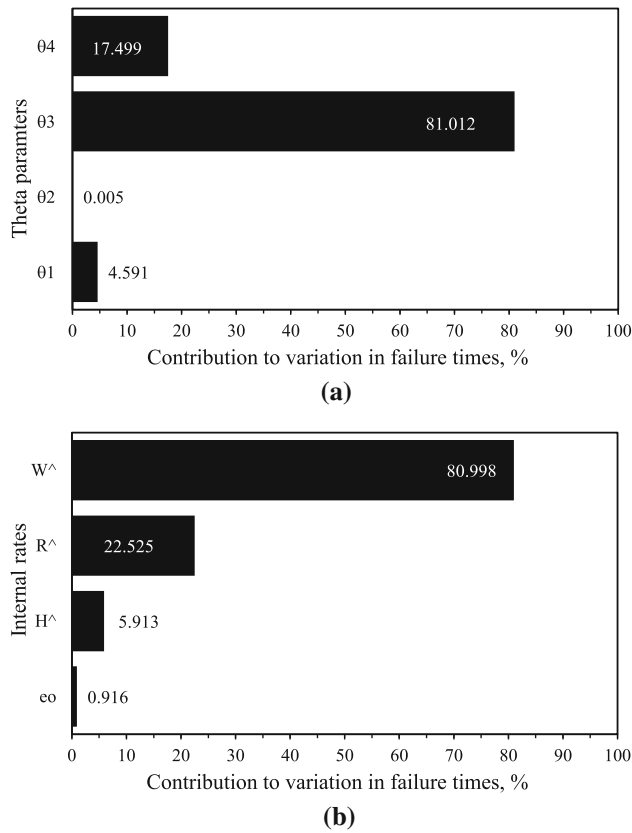 θ4
17.499
θ3
81.012
θ2
0.005
θ1
4.591
Theta paramters
0 10 20 30 40 50 60 70 80 90 100
Contribution to variation in failure times, %
(a)
W^
80.998
R^
22.525
H^
5.913
eo
0.916
Internal rates
0 10 20 30 40 50 60 70 80 90 100
Contribution to variation in failure times, %
(b)